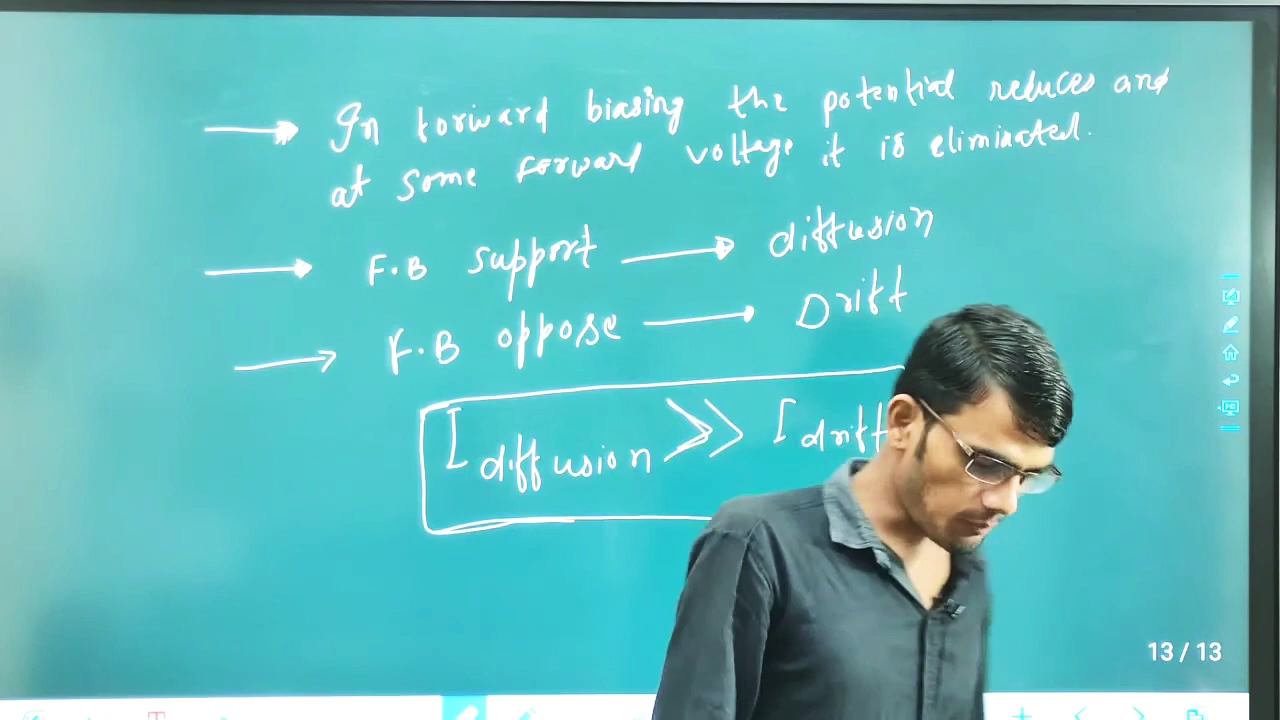 In forward biasing the potential reduces and
at some forward voltage it is eliminated.
F.B support → diffusion
F.B oppose → Drift
I diffusion >> I drift
13 / 13